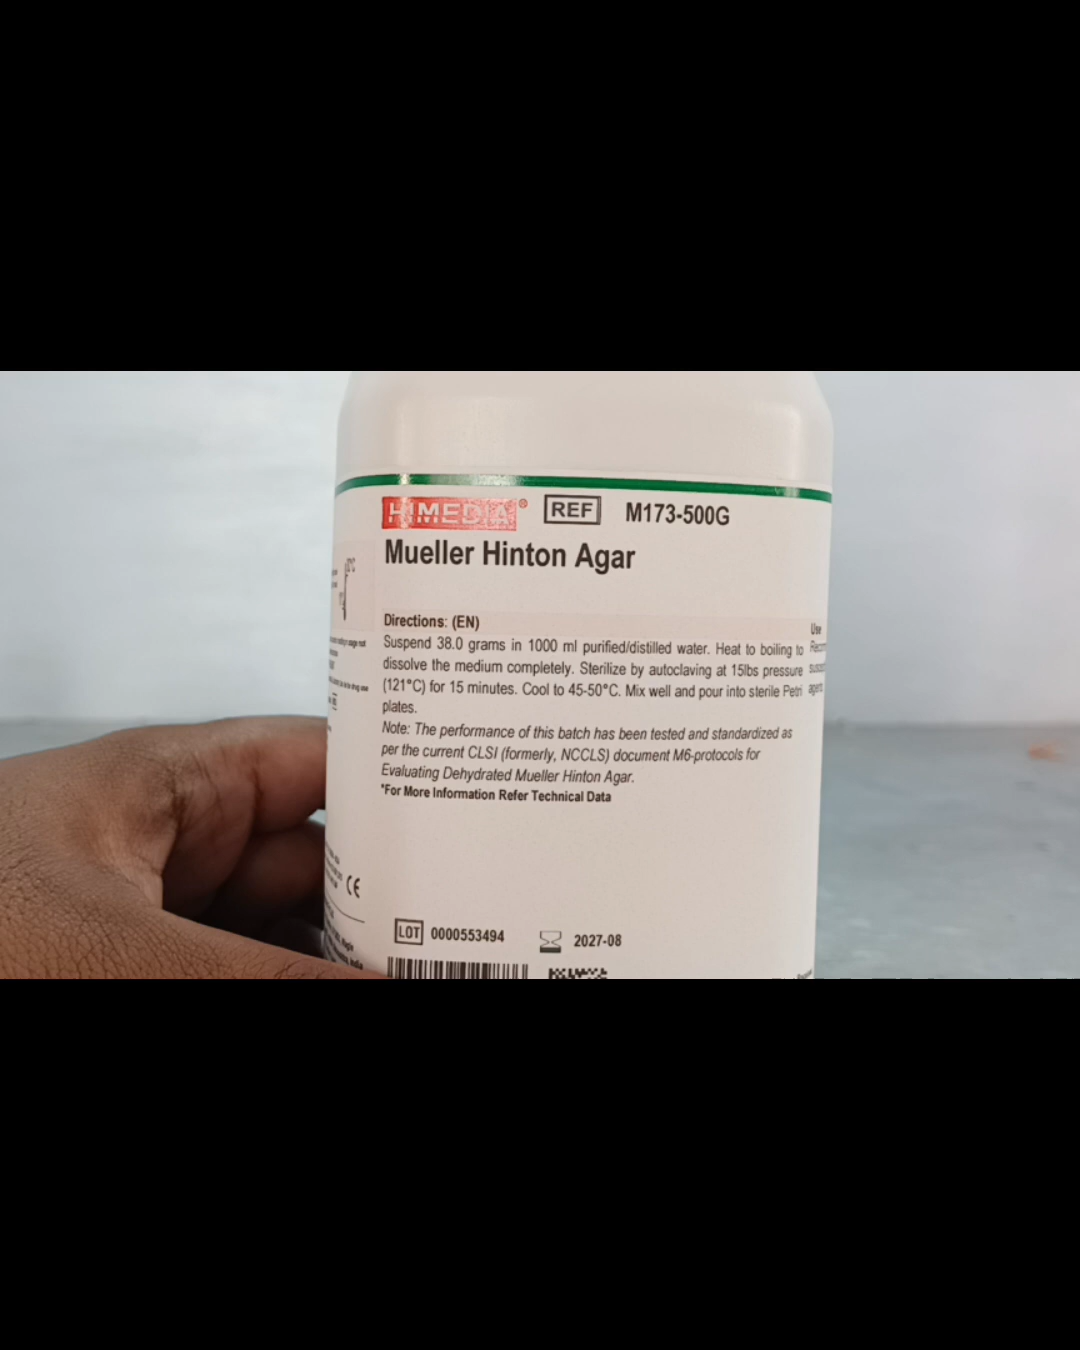 HIMEDIA® REF M173-500G
Mueller Hinton Agar
Directions: (EN)
Suspend 38.0 grams in 1000 ml purified/distilled water. Heat to boiling to
dissolve the medium completely. Sterilize by autoclaving at 15lbs pressure
(121°C) for 15 minutes. Cool to 45-50°C. Mix well and pour into sterile Petri
plates.
Note: The performance of this batch has been tested and standardized as
per the current CLSI (formerly, NCCLS) document M6-protocols for
Evaluating Dehydrated Mueller Hinton Agar.
*For More Information Refer Technical Data
LOT 0000553494 2027-08
Use
CE